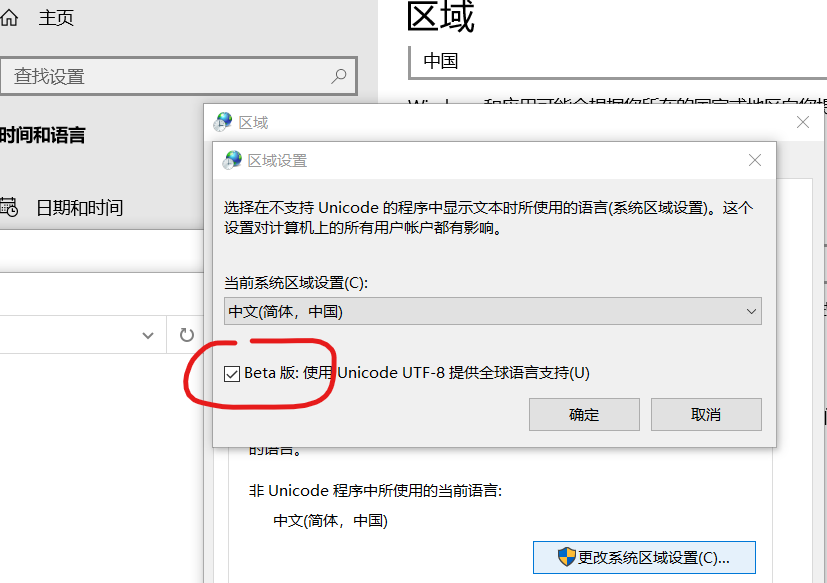 主页
区域
查找设置
中国
时间和语言
区域
区域设置
选择在不支持 Unicode 的程序中显示文本时所使用的语言(系统区域设置)。这个
设置对计算机上的所有用户帐户都有影响。
日期和时间
当前系统区域设置(C):
中文(简体，中国)
Beta 版: 使用 Unicode UTF-8 提供全球语言支持(U)
确定
取消
的语言。
非 Unicode 程序中所使用的当前语言:
中文(简体，中国)
更改系统区域设置(C)...